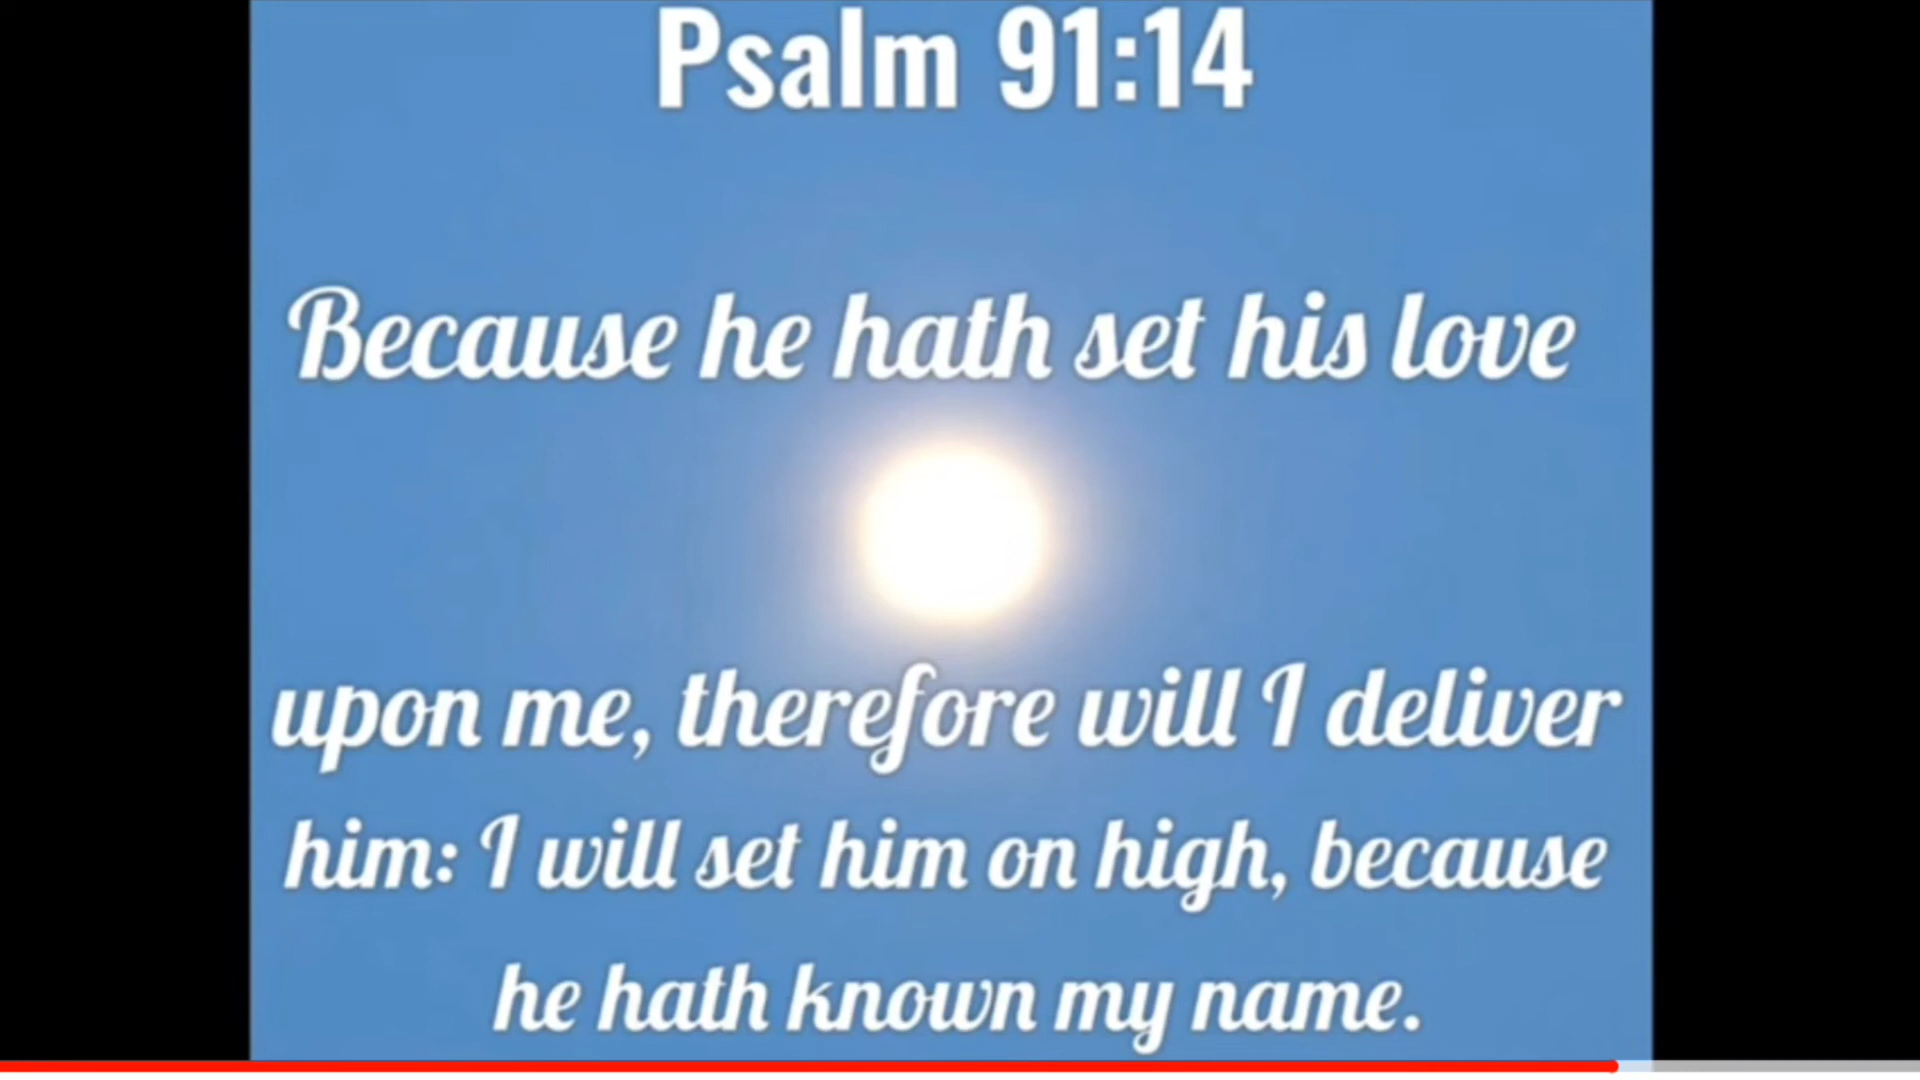 Psalm 91:14
Because he hath set his love
upon me, therefore will I deliver
him: I will set him on high, because
he hath known my name.